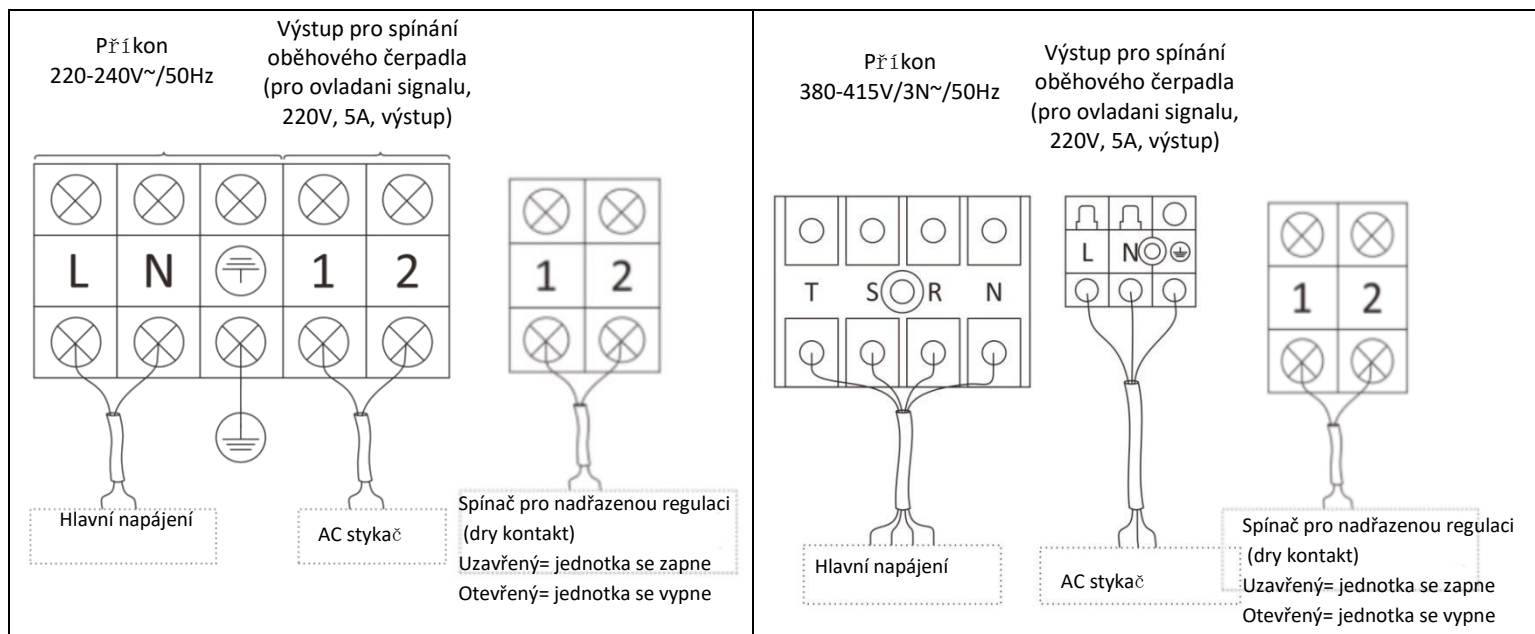 Příkon
220-240V~/50Hz
Výstup pro spínání
oběhového čerpadla
(pro ovladani signalu,
220V, 5A, výstup)
L N 1 2
1 2
Hlavní napájení
AC stykač
Spínač pro nadřazenou regulaci
(dry kontakt)
Uzavřený= jednotka se zapne
Otevřený= jednotka se vypne
Příkon
380-415V/3N~/50Hz
Výstup pro spínání
oběhového čerpadla
(pro ovladani signalu,
220V, 5A, výstup)
T S R N
L N
1 2
Hlavní napájení
AC stykač
Spínač pro nadřazenou regulaci
(dry kontakt)
Uzavřený= jednotka se zapne
Otevřený= jednotka se vypne